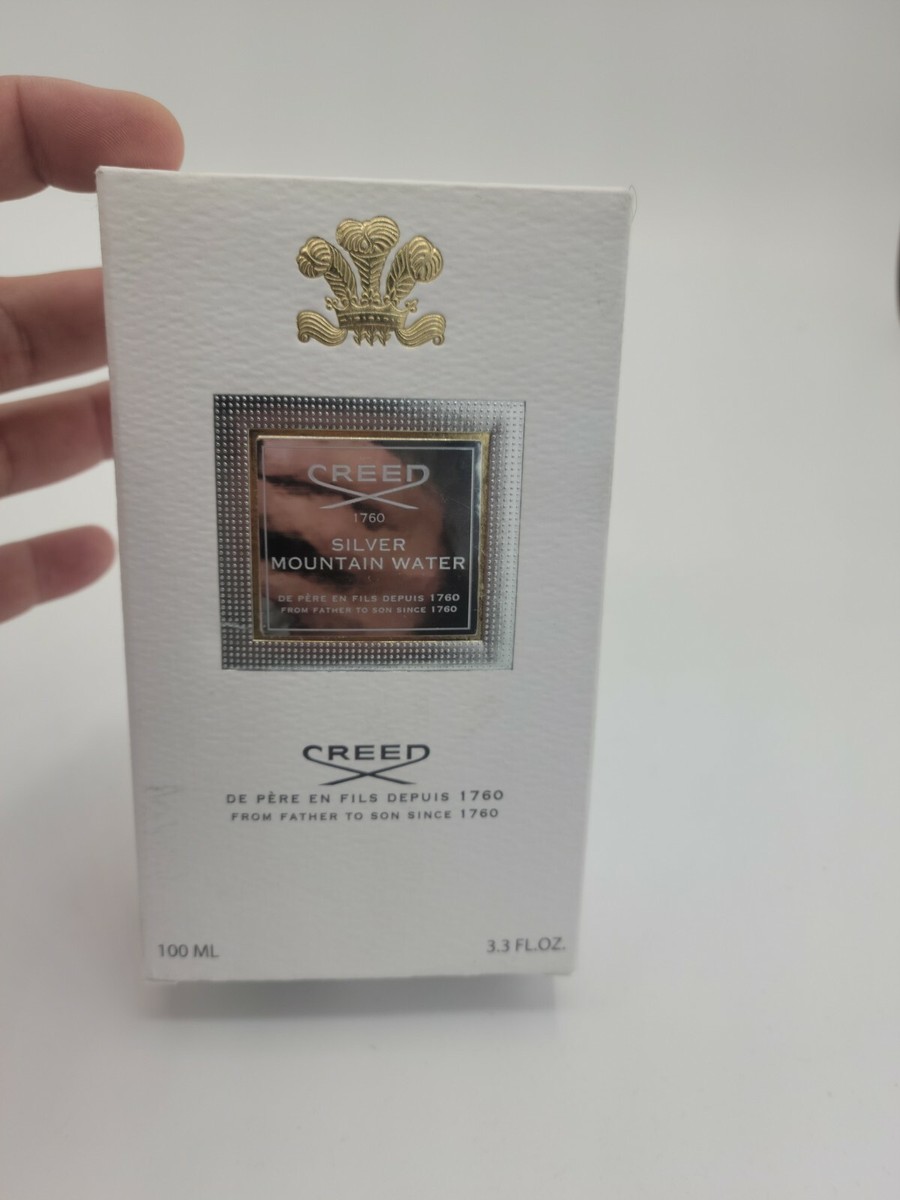 CREED
1760
SILVER
MOUNTAIN WATER
DE PÈRE EN FILS DEPUIS 1760
FROM FATHER TO SON SINCE 1760
CREED
DE PÈRE EN FILS DEPUIS 1760
FROM FATHER TO SON SINCE 1760
100 ML
3.3 FL.OZ.